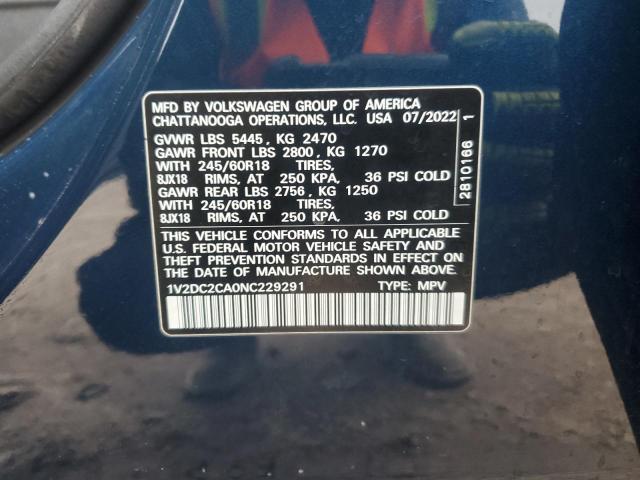 MFD BY VOLKSWAGEN GROUP OF AMERICA
CHATTANOOGA OPERATIONS, LLC. USA 07/2022
GVWR LBS 5445, KG 2470
GAWR FRONT LBS 2800, KG 1270
WITH 245/60R18 TIRES,
8JX18 RIMS, AT 250 KPA, 36 PSI COLD
GAWR REAR LBS 2756, KG 1250
WITH 245/60R18 TIRES,
8JX18 RIMS, AT 250 KPA, 36 PSI COLD
THIS VEHICLE CONFORMS TO ALL APPLICABLE
U.S. FEDERAL MOTOR VEHICLE SAFETY AND
THEFT PREVENTION STANDARDS IN EFFECT ON
THE DATE OF MANUFACTURE SHOWN ABOVE.
1V2DC2CA0NC229291 TYPE: MPV
2810166 1